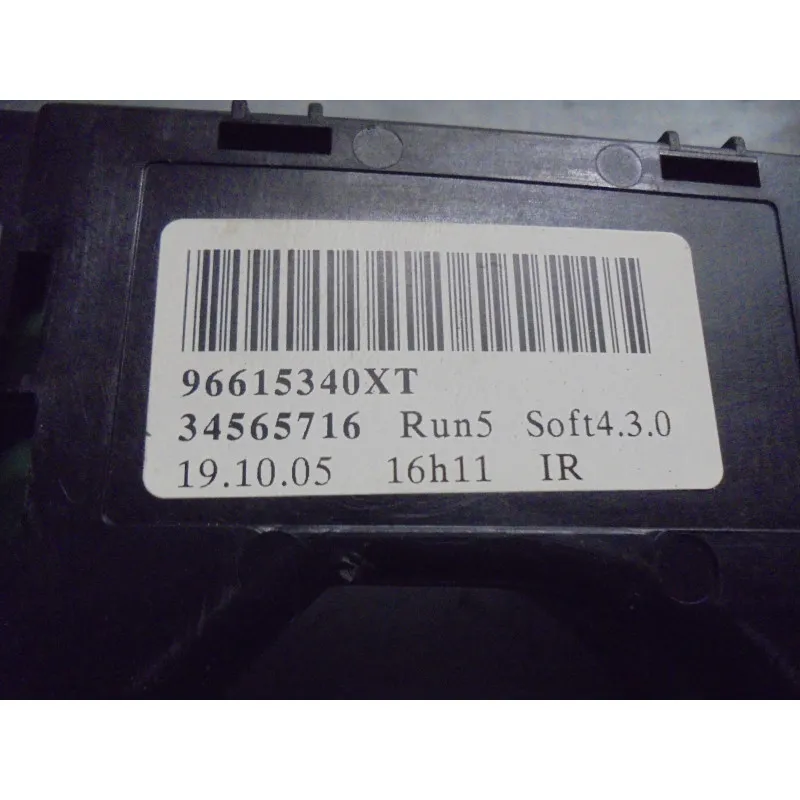 96615340XT
34565716 Run5 Soft4.3.0
19.10.05 16h11 IR